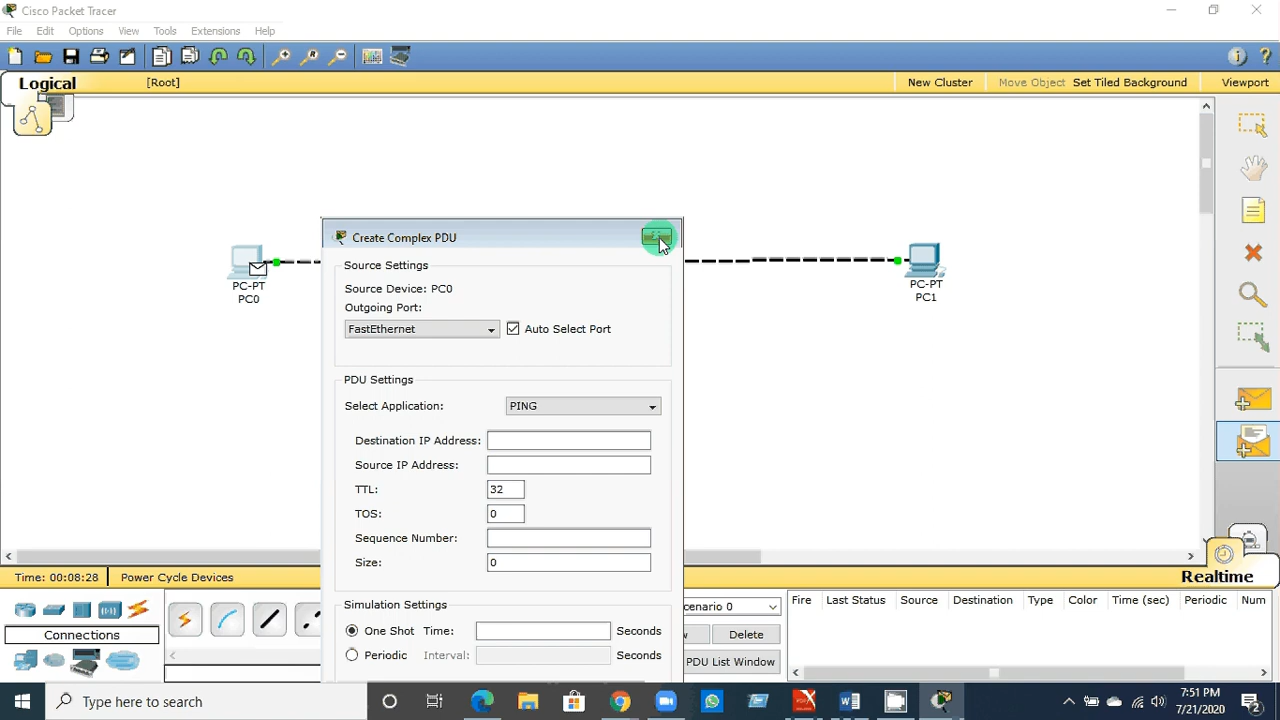 Cisco Packet Tracer
File Edit Options View Tools Extensions Help
Logical [Root] New Cluster Move Object Set Tiled Background Viewport
Create Complex PDU
Source Settings
Source Device: PC0
Outgoing Port:
FastEthernet Auto Select Port
PC-PT
PC0
PC-PT
PC1
PDU Settings
Select Application: PING
Destination IP Address:
Source IP Address:
TTL: 32
TOS: 0
Sequence Number:
Size: 0
Time: 00:08:28 Power Cycle Devices
Realtime
Simulation Settings
One Shot Time: Seconds
Periodic Interval: Seconds
Connections
cenario 0
w Delete
PDU List Window
Fire Last Status Source Destination Type Color Time (sec) Periodic Num
Type here to search
7:51 PM
7/21/2020
2